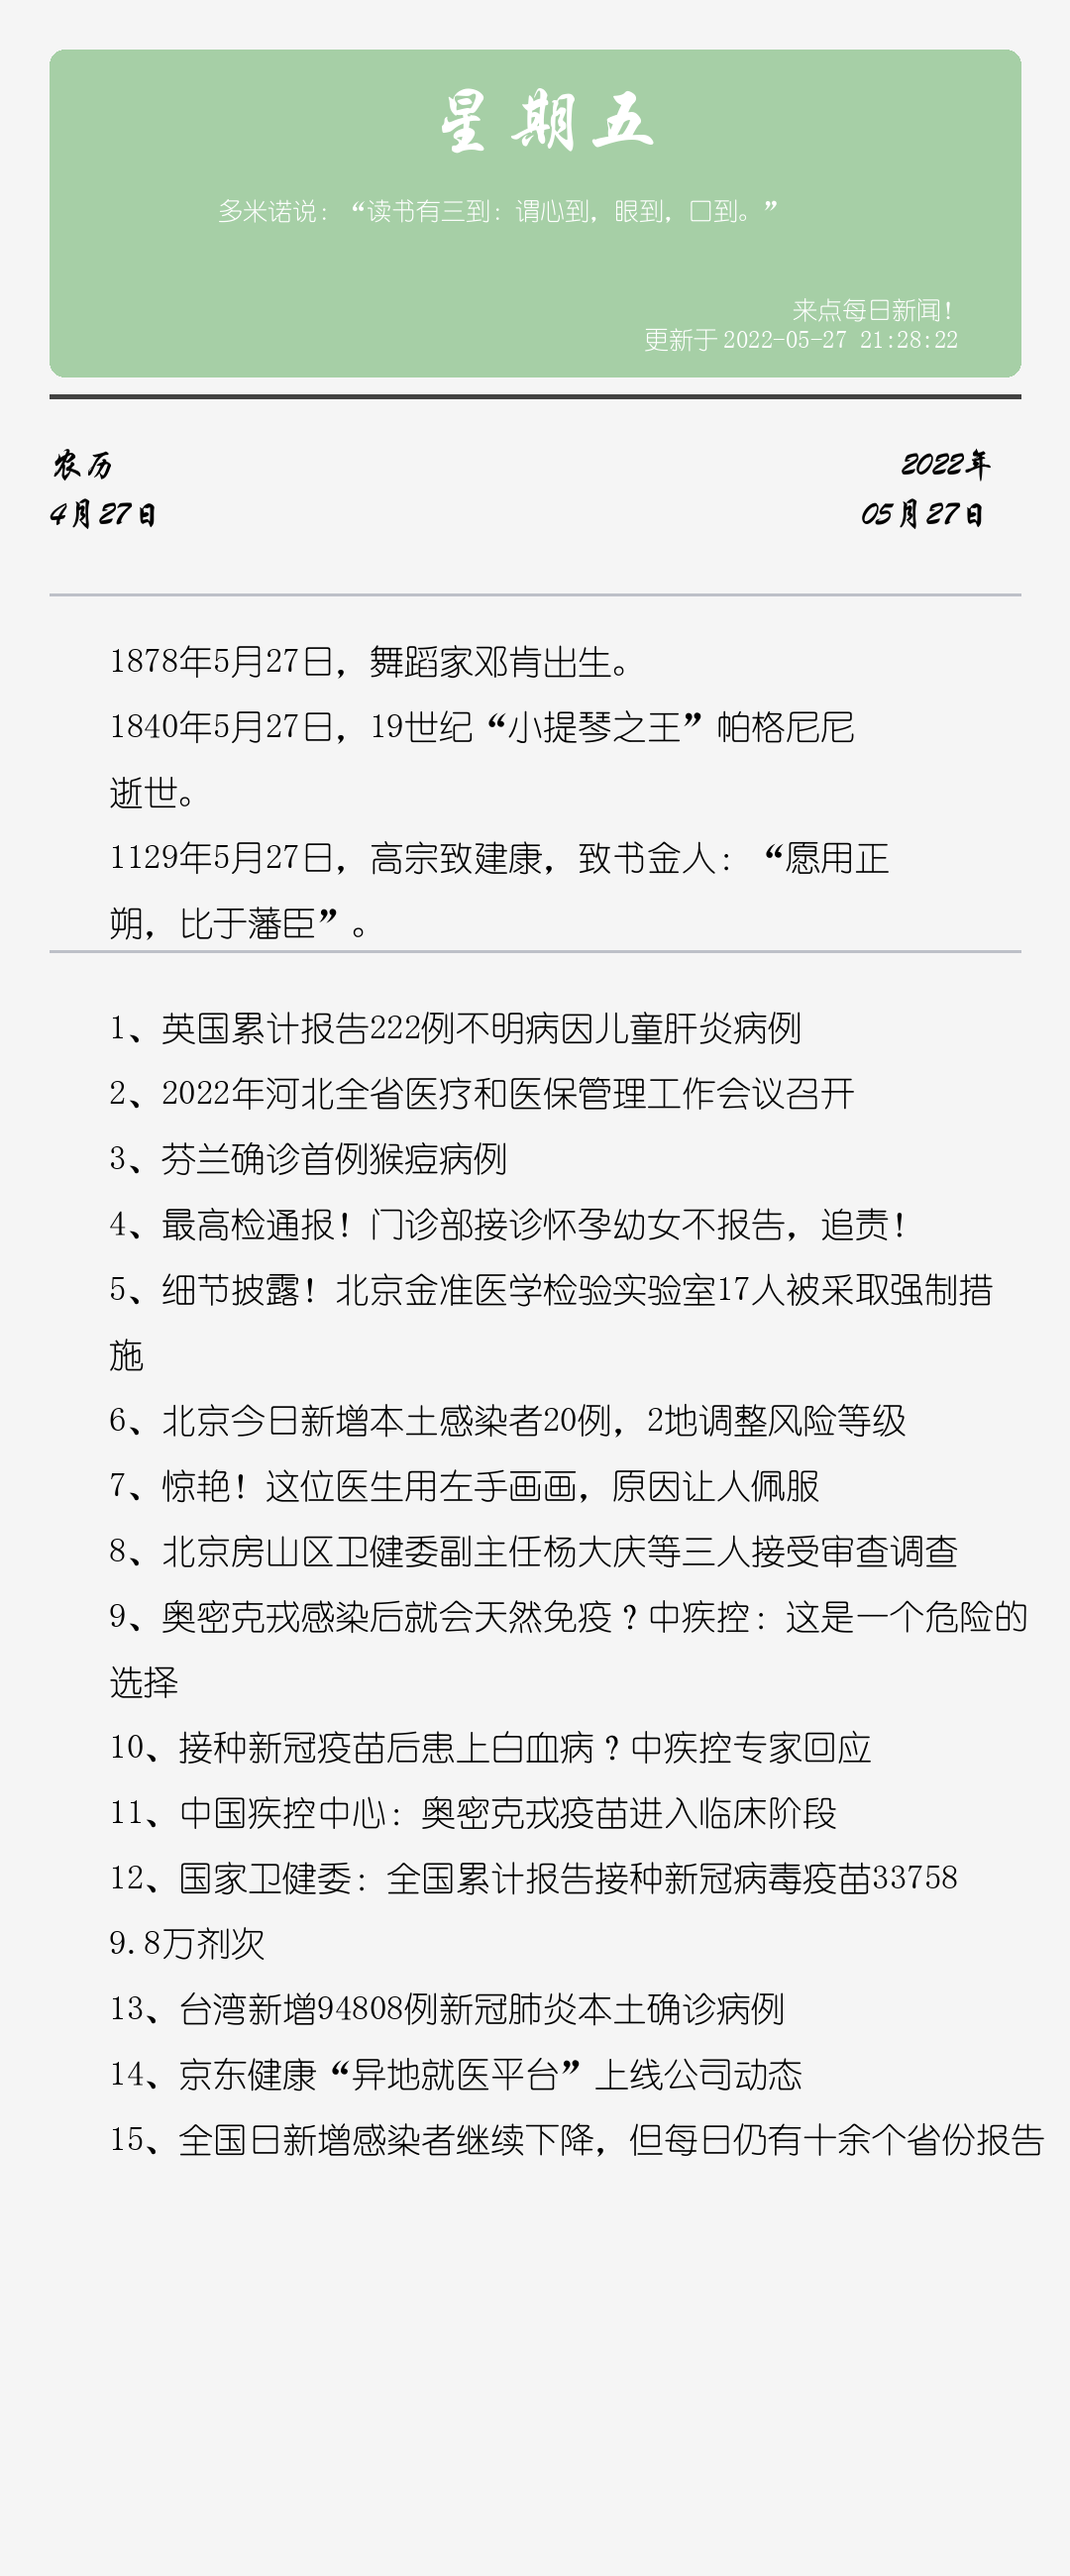 星期五
多米诺说：“读书有三到：谓心到，眼到，口到。”
来点每日新闻！
更新于 2022-05-27 21:28:22
农历
2022年
4月27日
05月27日
1878年5月27日，舞蹈家邓肯出生。
1840年5月27日，19世纪“小提琴之王”帕格尼尼
逝世。
1129年5月27日，高宗致建康，致书金人：“愿用正
朔，比于藩臣”。
1、英国累计报告222例不明病因儿童肝炎病例
2、2022年河北全省医疗和医保管理工作会议召开
3、芬兰确诊首例猴痘病例
4、最高检通报！门诊部接诊怀孕幼女不报告，追责！
5、细节披露！北京金准医学检验实验室17人被采取强制措
施
6、北京今日新增本土感染者20例，2地调整风险等级
7、惊艳！这位医生用左手画画，原因让人佩服
8、北京房山区卫健委副主任杨大庆等三人接受审查调查
9、奥密克戎感染后就会天然免疫？中疾控：这是一个危险的
选择
10、接种新冠疫苗后患上白血病？中疾控专家回应
11、中国疾控中心：奥密克戎疫苗进入临床阶段
12、国家卫健委：全国累计报告接种新冠病毒疫苗33758
9.8万剂次
13、台湾新增94808例新冠肺炎本土确诊病例
14、京东健康“异地就医平台”上线公司动态
15、全国日新增感染者继续下降，但每日仍有十余个省份报告